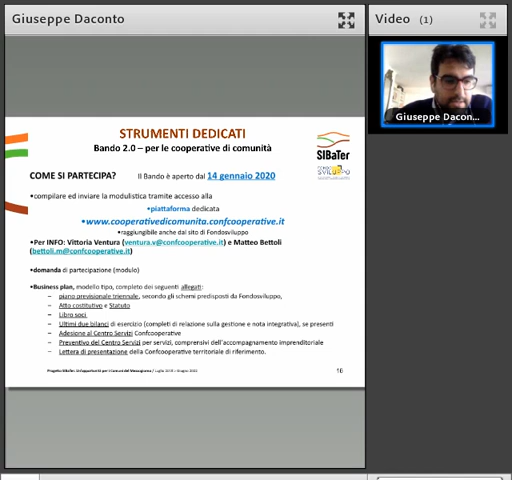 Giuseppe Daconto
Video (1)
Giuseppe Dacon...
STRUMENTI DEDICATI
Bando 2.0 – per le cooperative di comunità
SIBaTer
COME SI PARTECIPA? Il Bando è aperto dal 14 gennaio 2020
•compilare ed inviare la modulistica tramite accesso alla
•piattaforma dedicata
•www.cooperativedicomunita.confcooperative.it
•raggiungibile anche dal sito di Fondosviluppo
•Per INFO: Vittoria Ventura (ventura.v@confcooperative.it) e Matteo Bettoli
(bettoli.m@confcooperative.it)
•domanda di partecipazione (modulo)
•Business plan, modello tipo, completo dei seguenti allegati:
– piano previsionale triennale, secondo gli schemi predisposti da Fondosviluppo,
– Atto costitutivo e Statuto
– Libro soci
– Ultimi due bilanci di esercizio (completi di relazione sulla gestione e nota integrativa), se presenti
– Adesione al Centro Servizi Confcooperative
– Preventivo del Centro Servizi per servizi, comprensivi dell'accompagnamento imprenditoriale
– Lettera di presentazione della Confcooperative territoriale di riferimento.
16